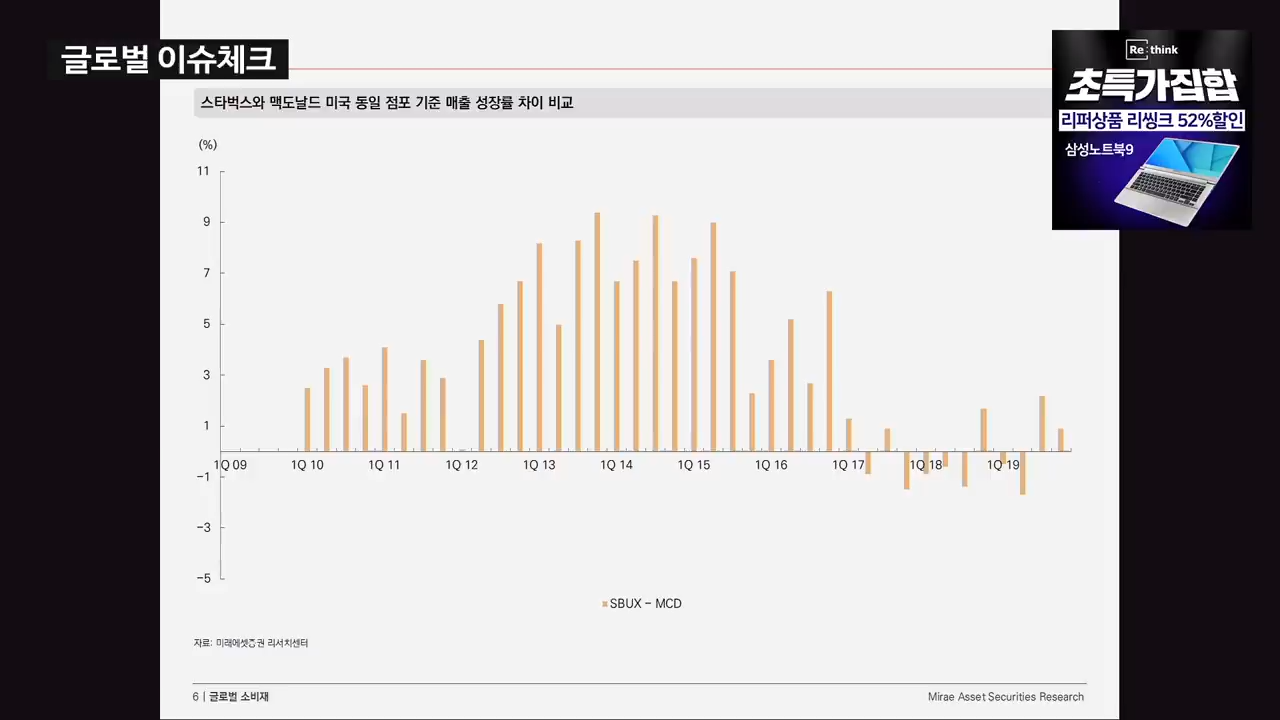 글로벌 이슈체크
Re:think
초특가집합
리퍼상품 리씽크 52%할인
삼성노트북9
스타벅스와 맥도날드 미국 동일 점포 기준 매출 성장률 차이 비교
(%)
11
9
7
5
3
1
-1
-3
-5
1Q 09 1Q 10 1Q 11 1Q 12 1Q 13 1Q 14 1Q 15 1Q 16 1Q 17 1Q 18 1Q 19
SBUX - MCD
자료: 미래에셋증권 리서치센터
6 | 글로벌 소비재
Mirae Asset Securities Research